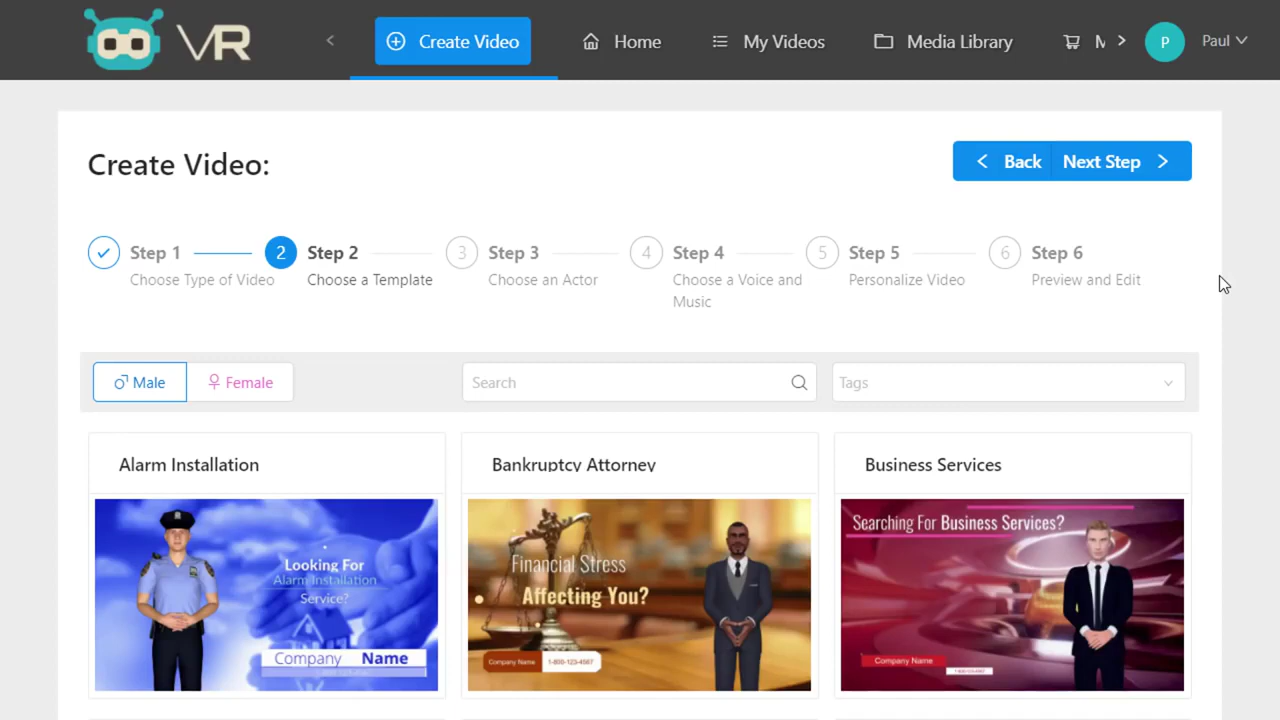 VR
Create Video
Home
My Videos
Media Library
P
Paul
Create Video:
Back
Next Step
Step 1
Choose Type of Video
2
Step 2
Choose a Template
3
Step 3
Choose an Actor
4
Step 4
Choose a Voice and
Music
5
Step 5
Personalize Video
6
Step 6
Preview and Edit
Male
Female
Search
Tags
Alarm Installation
Bankruptcy Attorney
Business Services
Looking For
Alarm Installation
Service?
Company Name
Financial Stress
Affecting You?
Company Name
1-800-123-4567
Searching For Business Services?
Company Name
1-800-123-4567